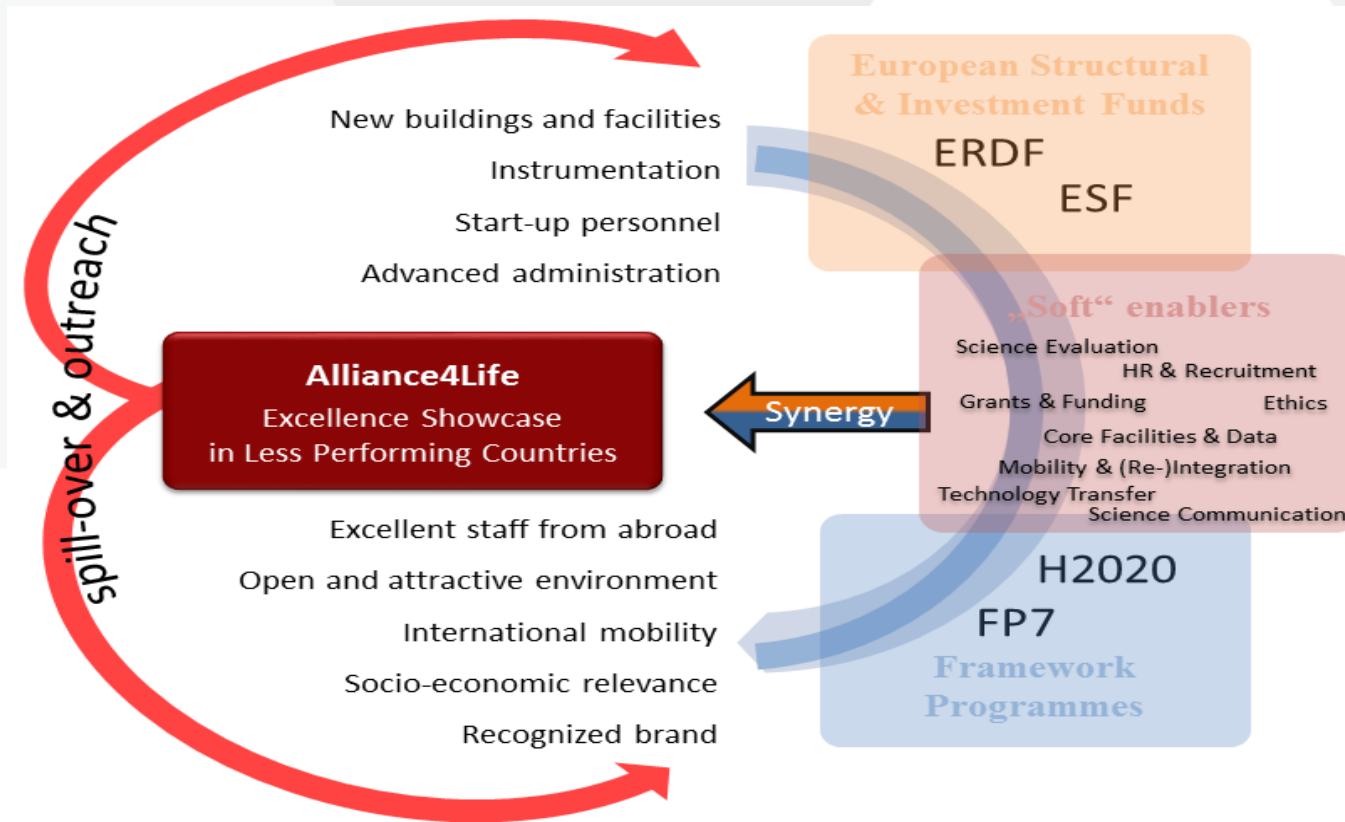 European Structural
& Investment Funds
ERDF
ESF
New buildings and facilities
Instrumentation
Start-up personnel
Advanced administration
spill-over & outreach
Alliance4Life
Excellence Showcase
in Less Performing Countries
Synergy
„Soft“ enablers
Science Evaluation
HR & Recruitment
Grants & Funding
Ethics
Core Facilities & Data
Mobility & (Re-)Integration
Technology Transfer
Science Communication
Excellent staff from abroad
Open and attractive environment
International mobility
Socio-economic relevance
Recognized brand
H2020
FP7
Framework
Programmes